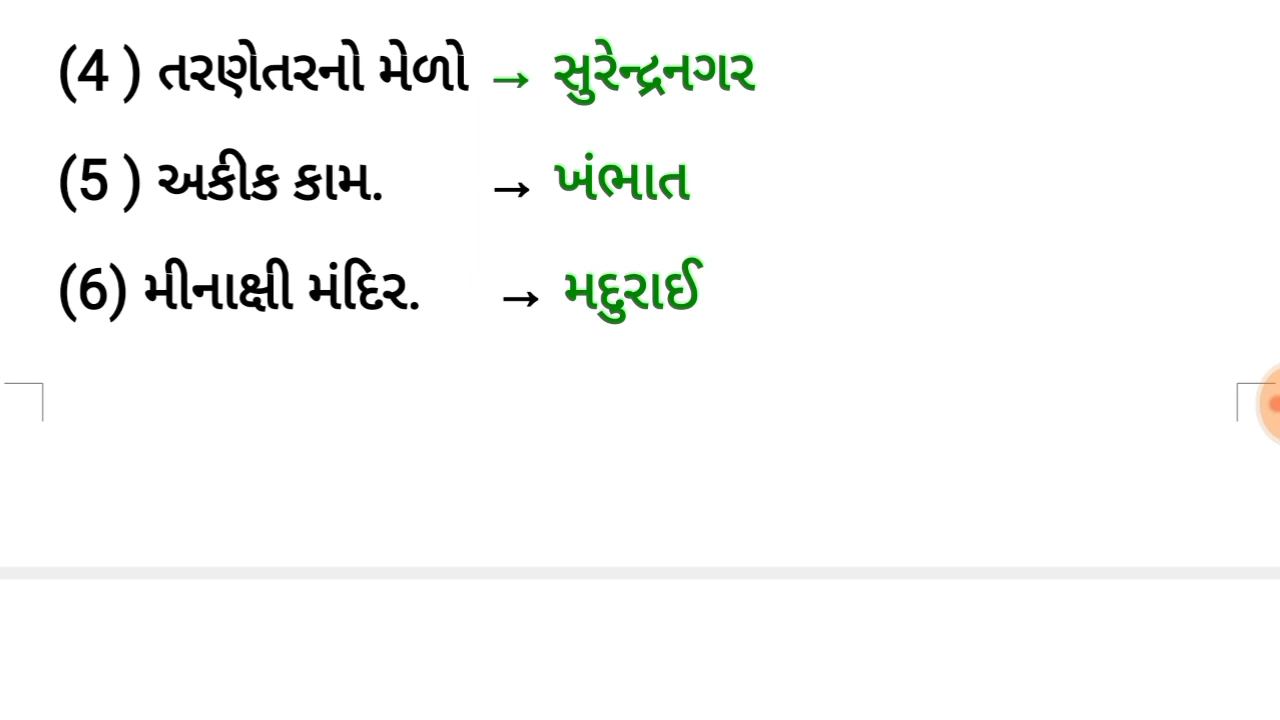 (4 ) તરણેતરનો મેળો → સુરેન્દ્રનગર
(5 ) અકીક કામ. → ખંભાત
(6) મીનાક્ષી મંદિર. → મદુરાઈ